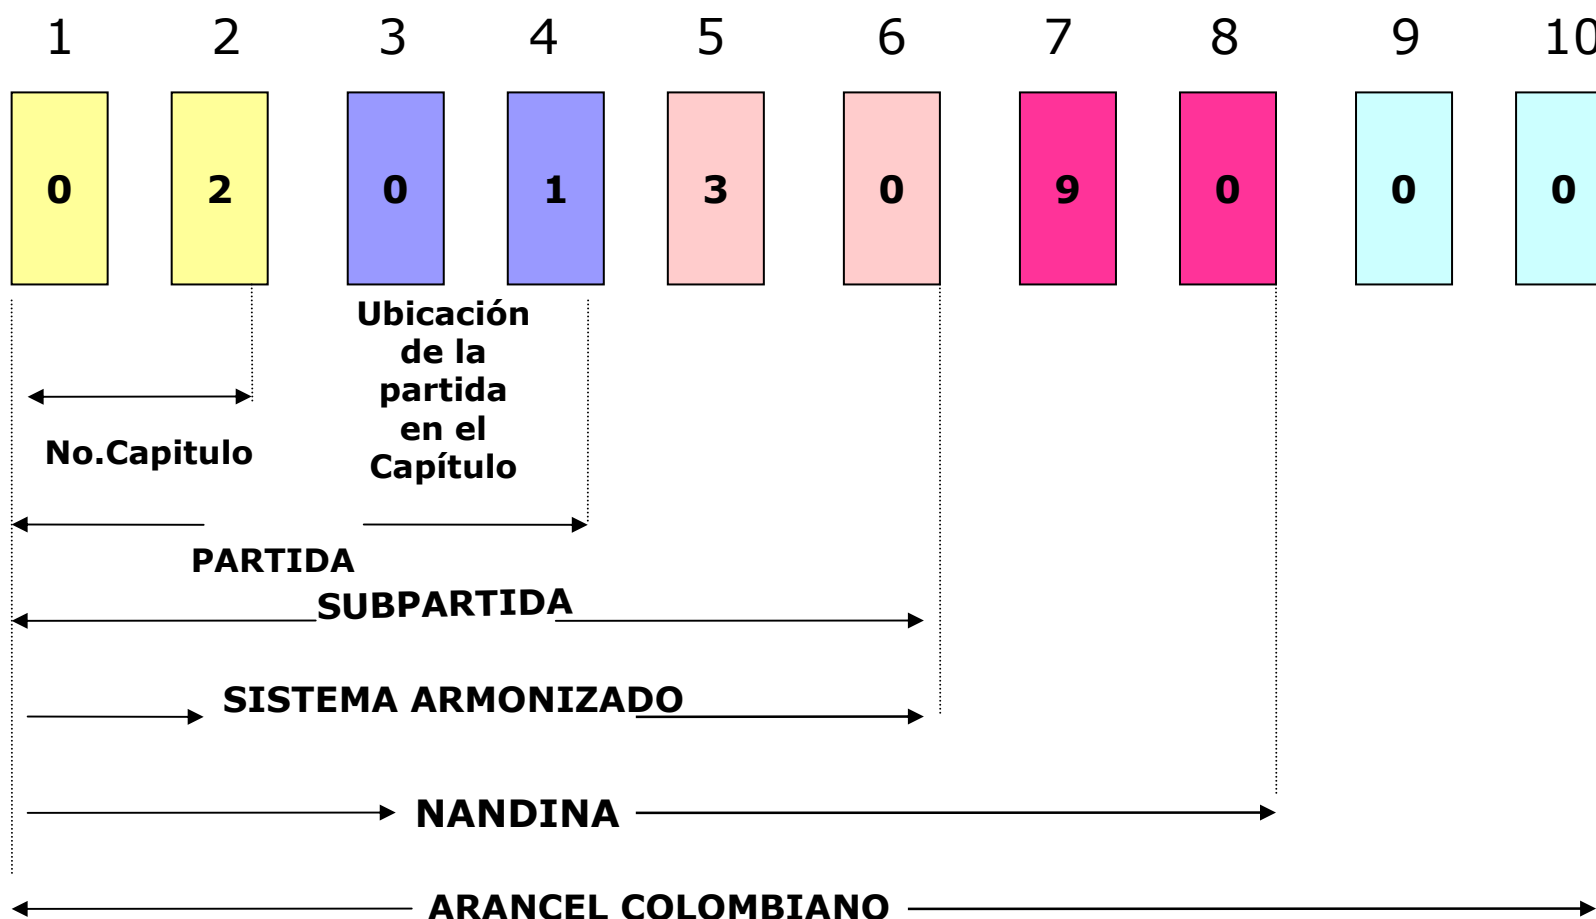 1 2 3 4 5 6 7 8 9 10
0 2 0 1 3 0 9 0 0 0
Ubicación
de la
partida
en el
Capítulo
No.Capitulo
PARTIDA
SUBPARTIDA
SISTEMA ARMONIZADO
NANDINA
ARANCEL COLOMBIANO